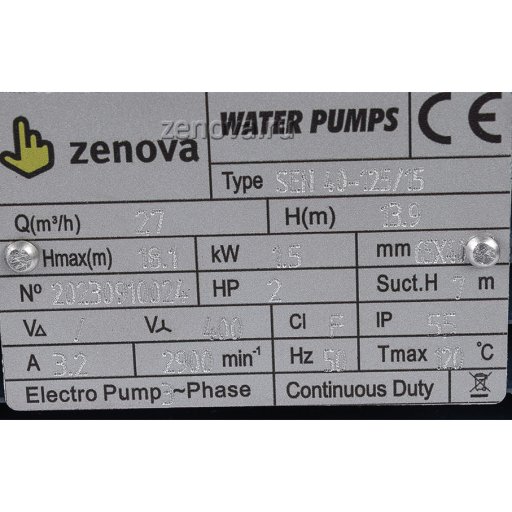 zenova.ru
zenova WATER PUMPS CE
Type SEN 40-125/15
Q(m³/h) 27 H(m) 13.9
Hmax(m) 18.1 kW 1.5 mm
Nº 20230910024 HP 2 Suct.H 7 m
V∆ / V⅄ 400 Cl F IP 55
A 3.2 2900 min⁻¹ Hz 50 Tmax 120 °C
Electro Pump 3~Phase Continuous Duty